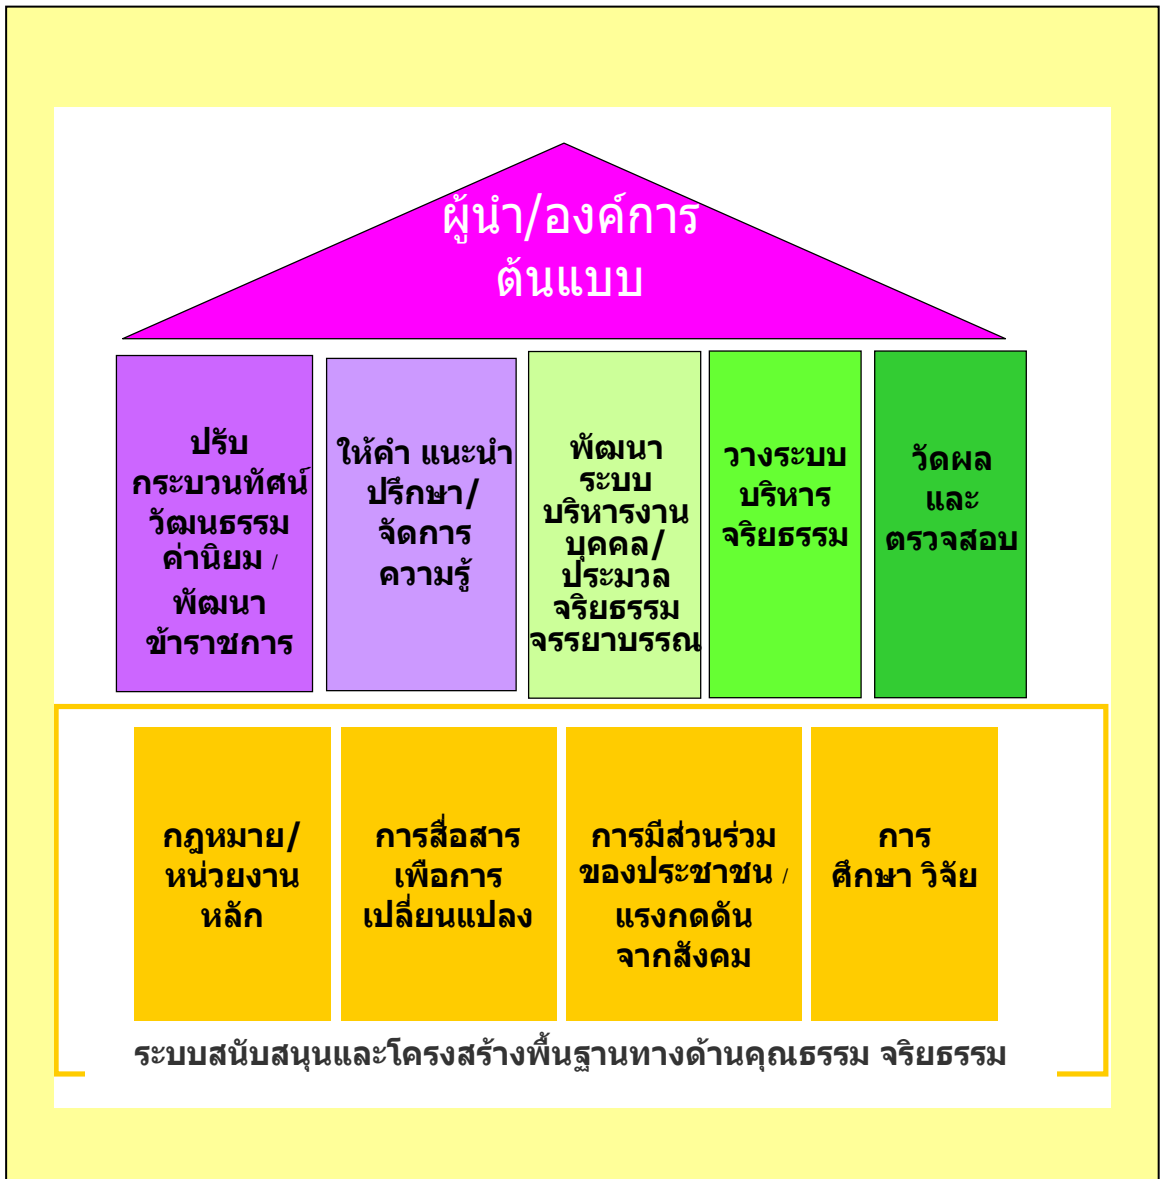 ผู้นำ/องค์การ
ต้นแบบ
ปรับ
กระบวนทัศน์
วัฒนธรรม
ค่านิยม /
พัฒนา
ข้าราชการ
ให้คำ แนะนำ
ปรึกษา/
จัดการ
ความรู้
พัฒนา
ระบบ
บริหารงาน
บุคคล/
ประมวล
จริยธรรม
จรรยาบรรณ
วางระบบ
บริหาร
จริยธรรม
วัดผล
และ
ตรวจสอบ
กฎหมาย/
หน่วยงาน
หลัก
การสื่อสาร
เพือการ
เปลี่ยนแปลง
การมีส่วนร่วม
ของประชาชน /
แรงกดดัน
จากสังคม
การ
ศึกษา วิจัย
ระบบสนับสนุนและโครงสร้างพื้นฐานทางด้านคุณธรรม จริยธรรม